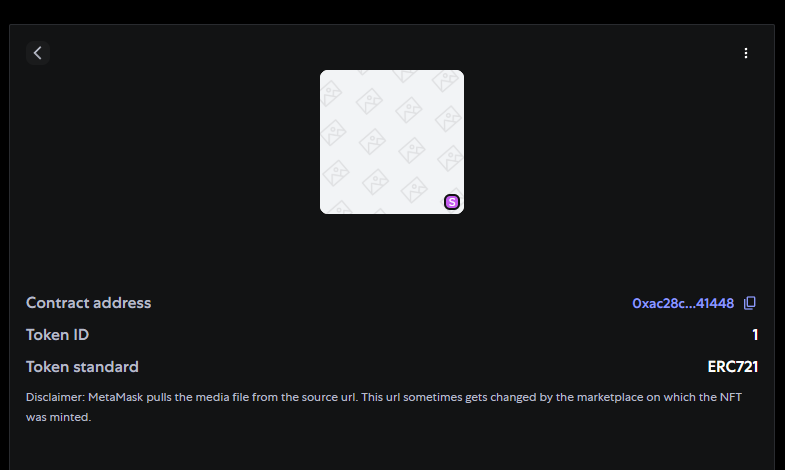 S
Contract address 0xac28c...41448
Token ID 1
Token standard ERC721
Disclaimer: MetaMask pulls the media file from the source url. This url sometimes gets changed by the marketplace on which the NFT
was minted.